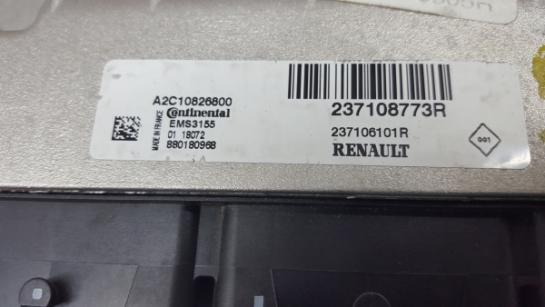 A2C10826800
Continental
MADE IN FRANCE
EMS3155
01 18072
880180968
237108773R
237106101R
RENAULT
001